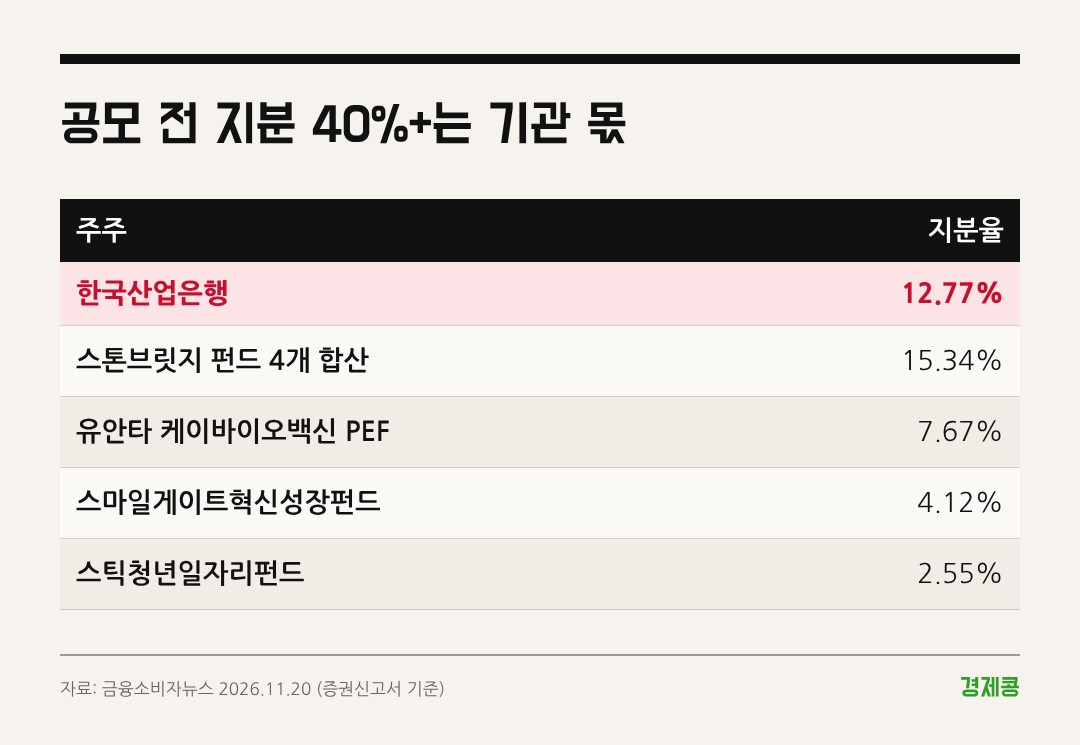 공모 전 지분 40%+는 기관 몫
주주 지분율
한국산업은행 12.77%
스톤브릿지 펀드 4개 합산 15.34%
유안타 케이바이오백신 PEF 7.67%
스마일게이트혁신성장펀드 4.12%
스틱청년일자리펀드 2.55%
자료: 금융소비자뉴스 2026.11.20 (증권신고서 기준) 경제콩